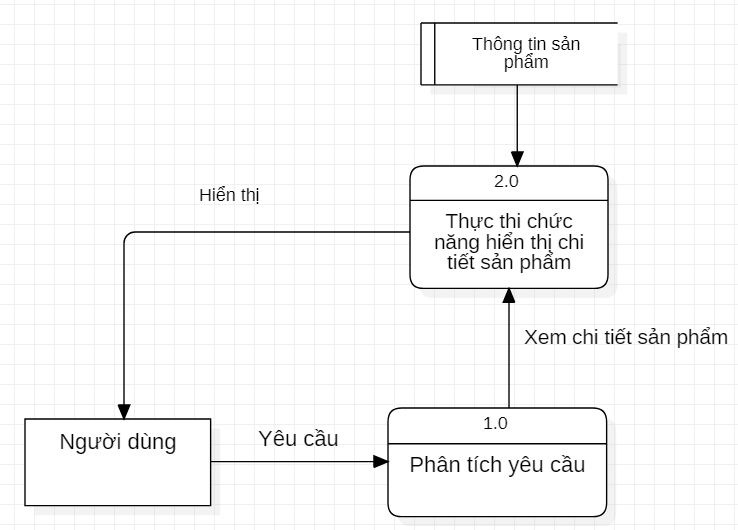 Thông tin sản
phẩm
2.0
Thực thi chức
năng hiển thị chi
tiết sản phẩm
Hiển thị
Xem chi tiết sản phẩm
Người dùng
Yêu cầu
1.0
Phân tích yêu cầu